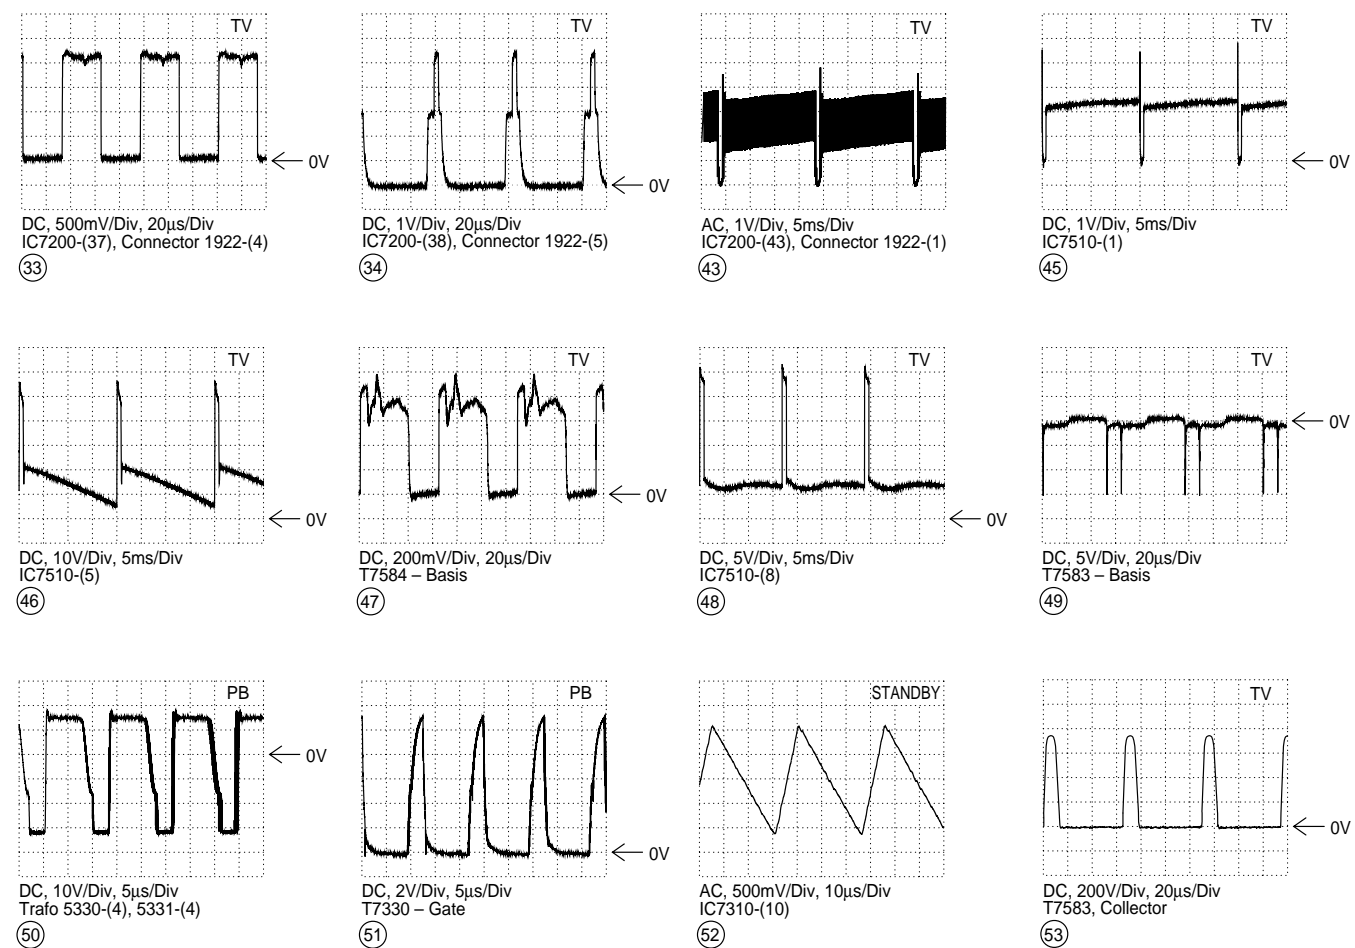 TV
0V
DC, 500mV/Div, 20µs/Div
IC7200-(37), Connector 1922-(4)
33
TV
0V
DC, 1V/Div, 20µs/Div
IC7200-(38), Connector 1922-(5)
34
TV
AC, 1V/Div, 5ms/Div
IC7200-(43), Connector 1922-(1)
43
TV
0V
DC, 1V/Div, 5ms/Div
IC7510-(1)
45
TV
0V
DC, 10V/Div, 5ms/Div
IC7510-(5)
46
TV
0V
DC, 200mV/Div, 20µs/Div
T7584 – Basis
47
TV
0V
DC, 5V/Div, 5ms/Div
IC7510-(8)
48
TV
0V
DC, 5V/Div, 20µs/Div
T7583 – Basis
49
PB
0V
DC, 10V/Div, 5µs/Div
Trafo 5330-(4), 5331-(4)
50
PB
0V
DC, 2V/Div, 5µs/Div
T7330 – Gate
51
STANDBY
AC, 500mV/Div, 10µs/Div
IC7310-(10)
52
TV
0V
DC, 200V/Div, 20µs/Div
T7583, Collector
53